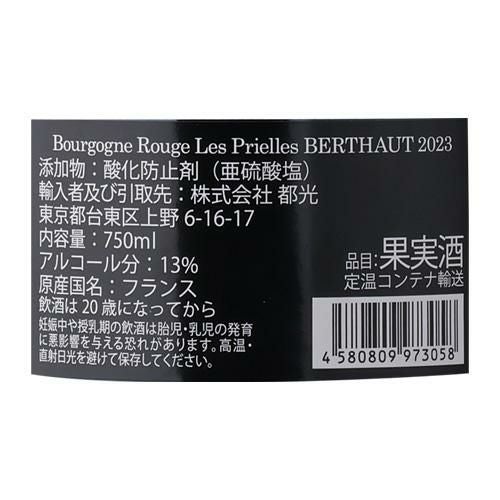 Bourgogne Rouge Les Prielles BERTHAUT 2023
添加物：酸化防止剤（亜硫酸塩）
輸入者及び引取先：株式会社 都光
東京都台東区上野 6-16-17
内容量：750ml
アルコール分：13%
原産国名：フランス
飲酒は 20 歳になってから
妊娠中や授乳期の飲酒は胎児・乳児の発育
に悪影響を与える恐れがあります。高温・
直射日光を避けて保存してください。
品目：果実酒
定温コンテナ輸送
4 580809 973058